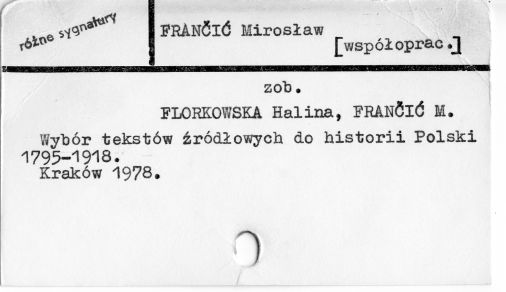 różne sygnatury
FRANČIĆ Mirosław
[współoprac.]
zob.
FLORKOWSKA Halina, FRANČIĆ M.
Wybór tekstów źródłowych do historii Polski
1795-1918.
Kraków 1978.